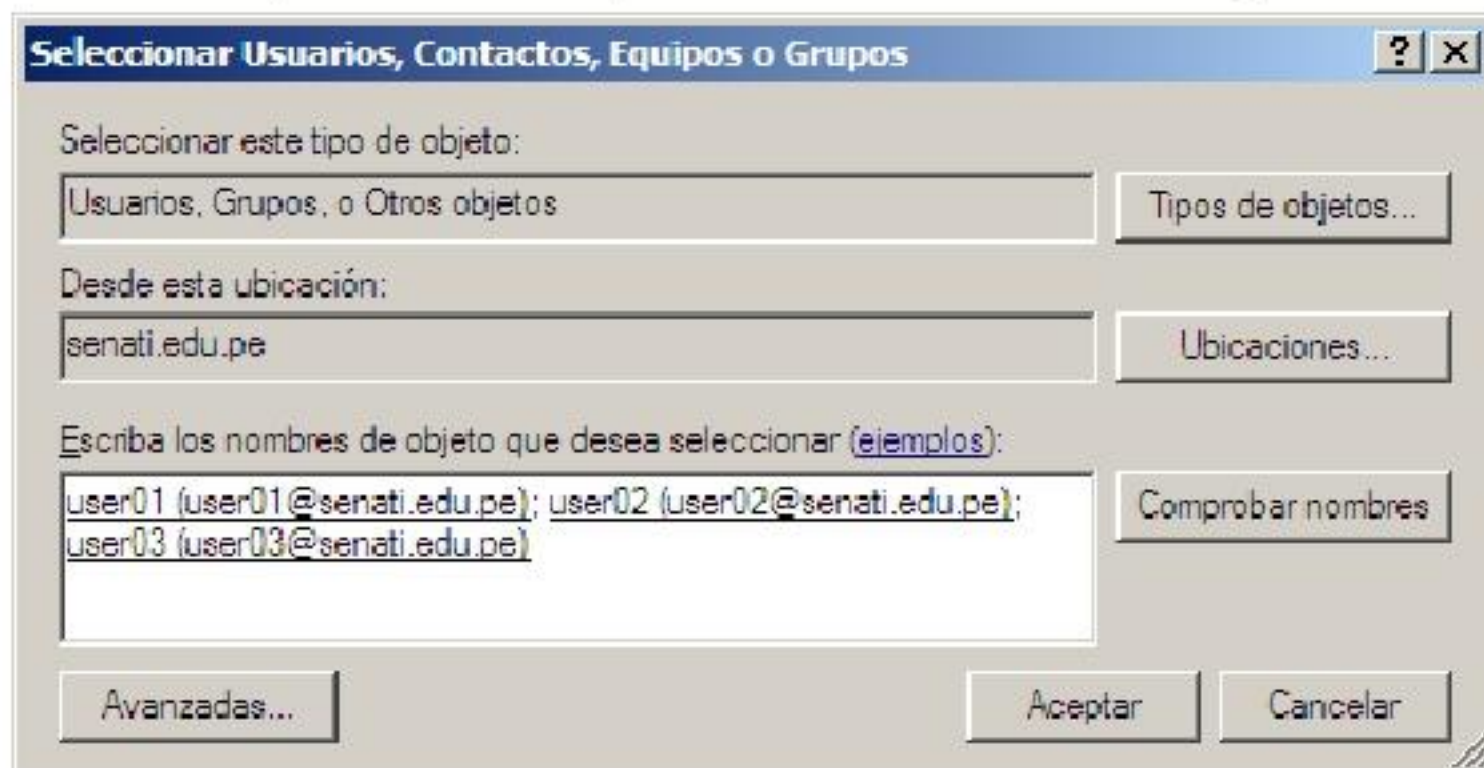 Seleccionar Usuarios, Contactos, Equipos o Grupos
Seleccionar este tipo de objeto:
Usuarios, Grupos, o Otros objetos
Tipos de objetos...
Desde esta ubicación:
senati.edu.pe
Ubicaciones...
Escriba los nombres de objeto que desea seleccionar (ejemplos):
user01 (user01@senati.edu.pe); user02 (user02@senati.edu.pe);
user03 (user03@senati.edu.pe)
Comprobar nombres
Avanzadas...
Aceptar
Cancelar